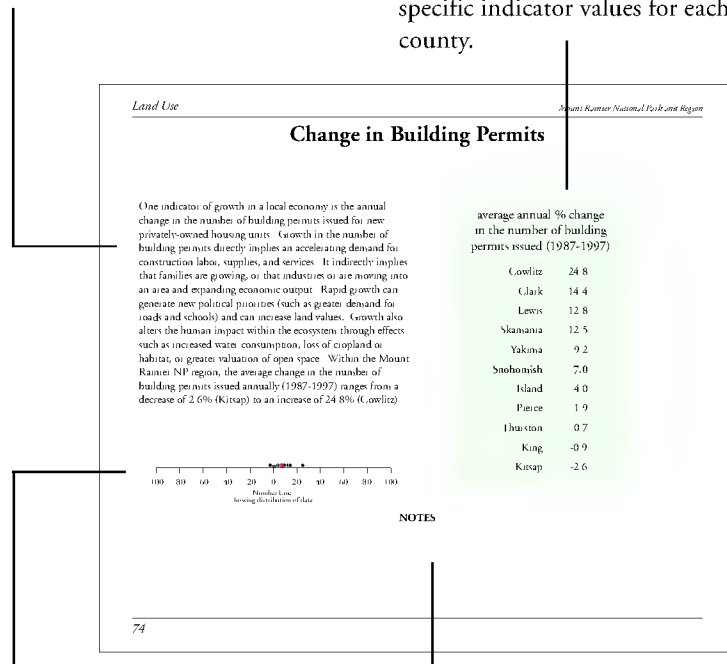 specific indicator values for each
county.
Land Use
Mount Rainier National Park and Region
Change in Building Permits
One indicator of growth in a local economy is the annual
change in the number of building permits issued for new
privately-owned housing units Growth in the number of
building permits directly implies an accelerating demand for
construction labor, supplies, and services It indirectly implies
that families are growing, or that industries or are moving into
an area and expanding economic output Rapid growth can
generate new political priorities (such as greater demand for
roads and schools) and can increase land values. Growth also
alters the human impact within the ecosystem through effects
such as increased water consumption, loss of cropland or
habitat, or greater valuation of open space Within the Mount
Rainier NP region, the average change in the number of
building permits issued annually (1987-1997) ranges from a
decrease of 2 6% (Kitsap) to an increase of 24 8% (Cowlitz)
average annual % change
in the number of building
permits issued (1987-1997)
Cowlitz 24 8
Clark 14 4
Lewis 12 8
Skamania 12 5
Yakima 9 2
Snohomish 7.0
Island 4 0
Pierce 1 9
Thurston 0 7
King -0 9
Kitsap -2 6
100 80 60 40 20 0 20 40 60 80 100
Number Line
howing distribution of data
NOTES
74